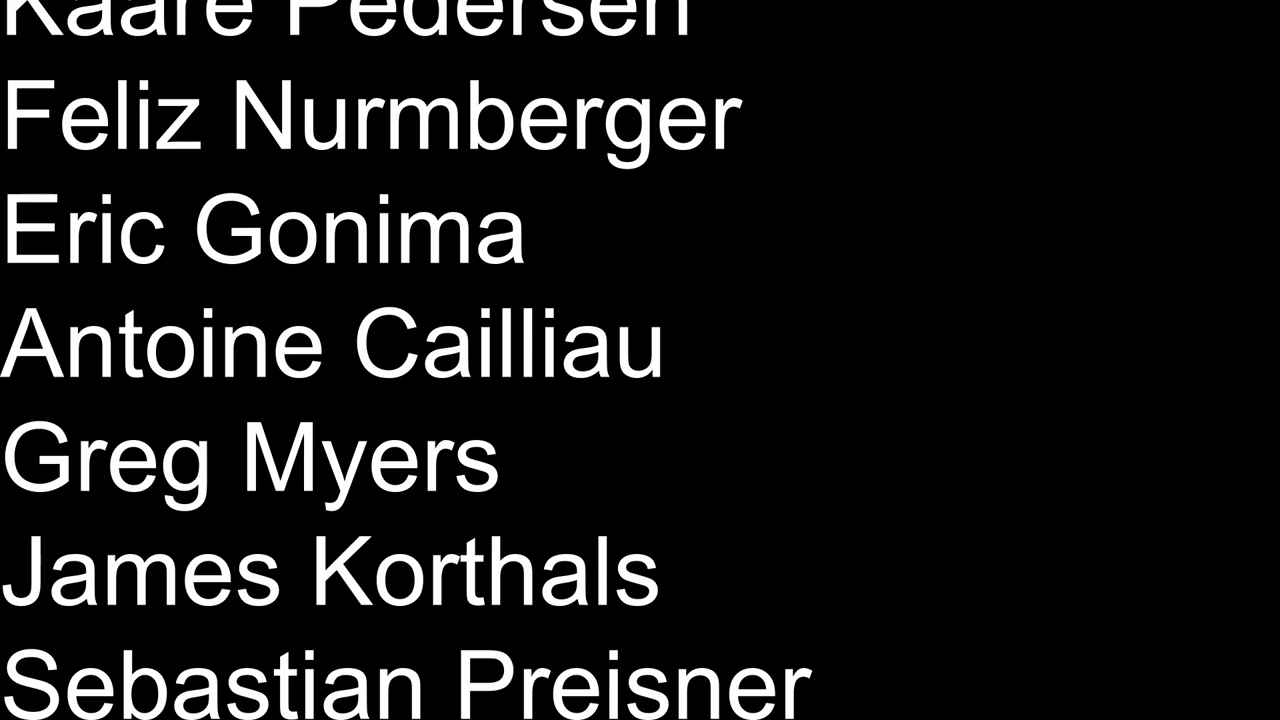 Kaare Pedersen
Feliz Nurmberger
Eric Gonima
Antoine Cailliau
Greg Myers
James Korthals
Sebastian Preisner